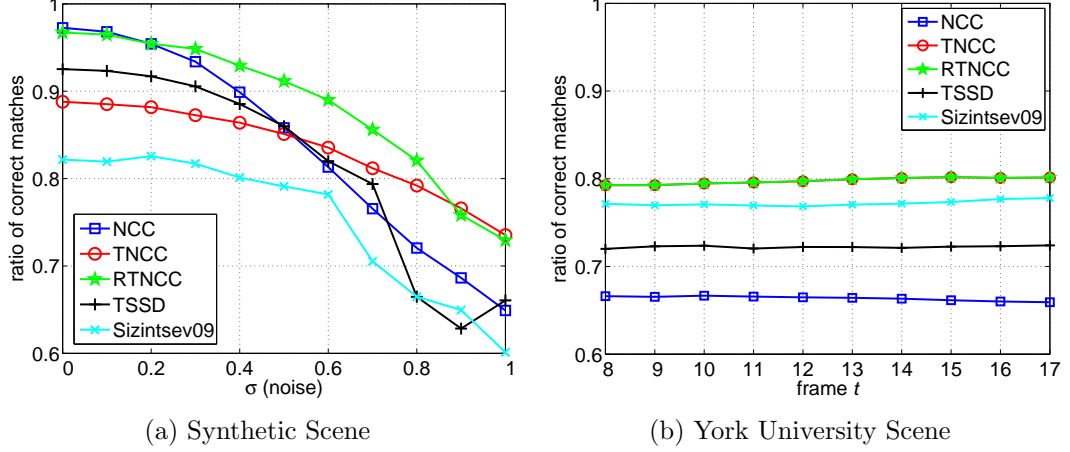 1
0.9
0.8
0.7
0.6
ratio of correct matches
NCC
TNCC
RTNCC
TSSD
Sizintsev09
0 0.2 0.4 0.6 0.8 1
σ (noise)
(a) Synthetic Scene
1
0.9
0.8
0.7
0.6
ratio of correct matches
NCC
TNCC
RTNCC
TSSD
Sizintsev09
8 9 10 11 12 13 14 15 16 17
frame t
(b) York University Scene